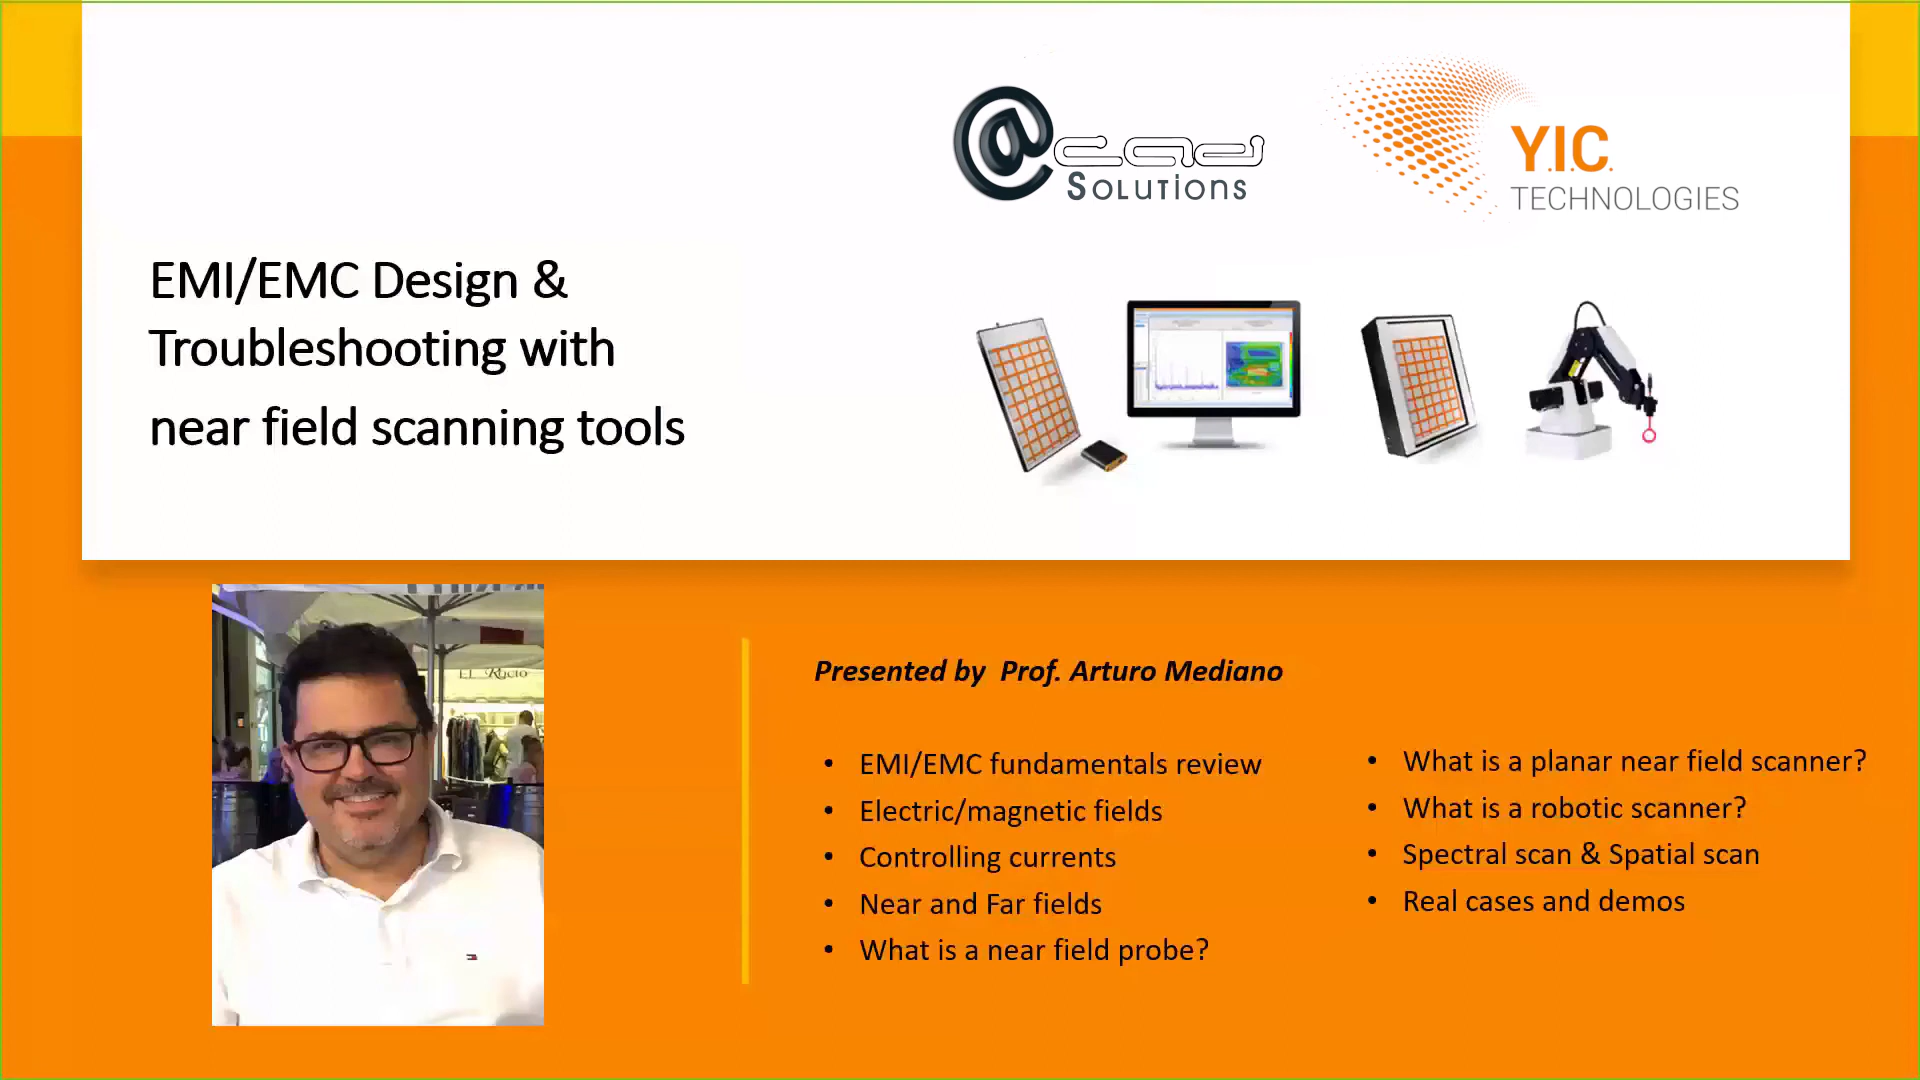 @cad
Solutions
Y.I.C.
TECHNOLOGIES
EMI/EMC Design &
Troubleshooting with
near field scanning tools
EL Rocío
Presented by Prof. Arturo Mediano
• EMI/EMC fundamentals review
• Electric/magnetic fields
• Controlling currents
• Near and Far fields
• What is a near field probe?
• What is a planar near field scanner?
• What is a robotic scanner?
• Spectral scan & Spatial scan
• Real cases and demos